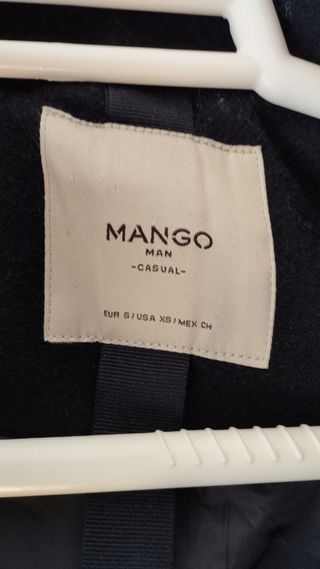 MANGO
MAN
-CASUAL-
EUR S / USA XS / MEX CH